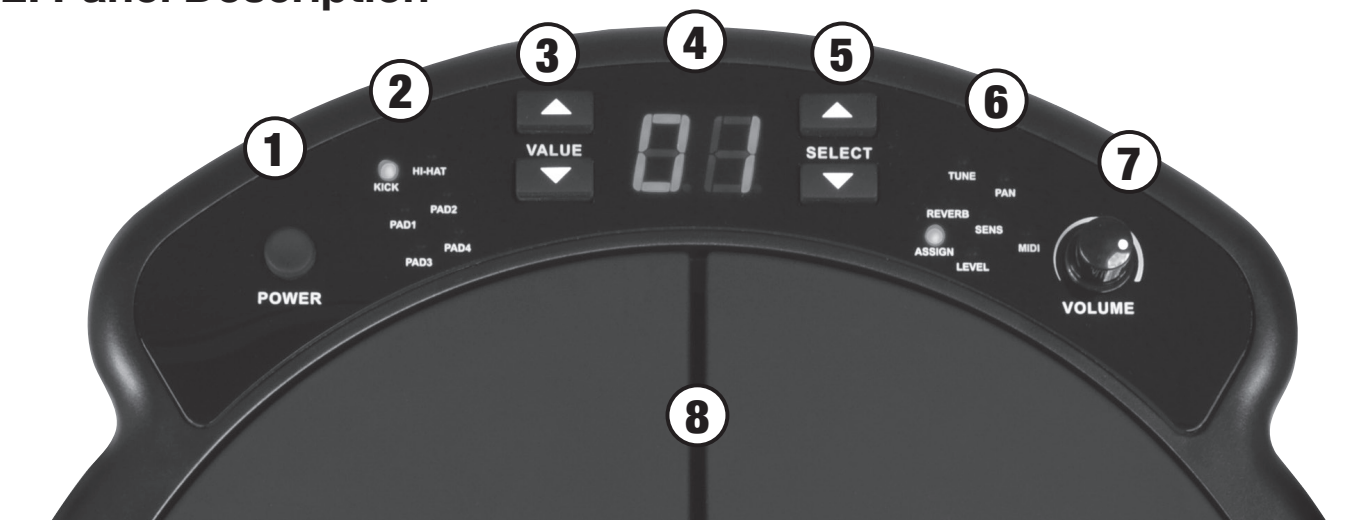 2. Panel Description
1
2
3
4
5
6
7
POWER
KICK
HI-HAT
PAD1
PAD2
PAD3
PAD4
VALUE
01
SELECT
TUNE
PAN
REVERB
SENS
ASSIGN
LEVEL
MIDI
VOLUME
8